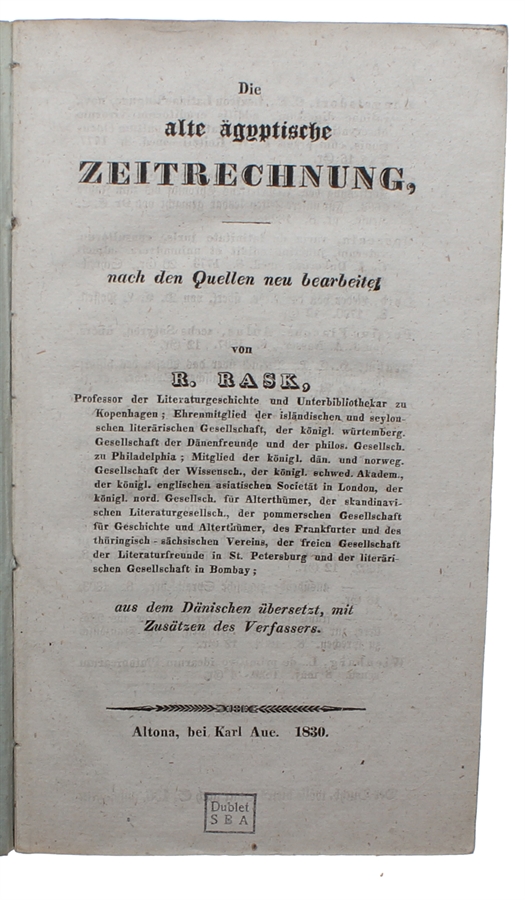 Die
alte ägyptische
ZEITRECHNUNG,
nach den Quellen neu bearbeitet
von
R. RASK,
Professor der Literaturgeschichte und Unterbibliothekar zu
Kopenhagen; Ehrenmitglied der isländischen und seylon-
schen literärischen Gesellschaft, der königl. würtemberg.
Gesellschaft der Dänenfreunde und der philos. Gesellsch.
zu Philadelphia; Mitglied der königl. dän. und norweg.
Gesellschaft der Wissensch., der königl. schwed. Akadem.,
der königl. englischen asiatischen Societät in London, der
königl. nord. Gesellsch. für Alterthümer, der skandinavi-
schen Literaturgesellsch., der pommerschen Gesellschaft
für Geschichte und Alterthümer, des Frankfurter und des
thüringisch-sächsischen Vereins, der freien Gesellschaft
der Literaturfreunde in St. Petersburg und der literäri-
schen Gesellschaft in Bombay;
aus dem Dänischen übersetzt, mit
Zusätzen des Verfassers.
Altona, bei Karl Aue. 1830.
Dublet
S E A